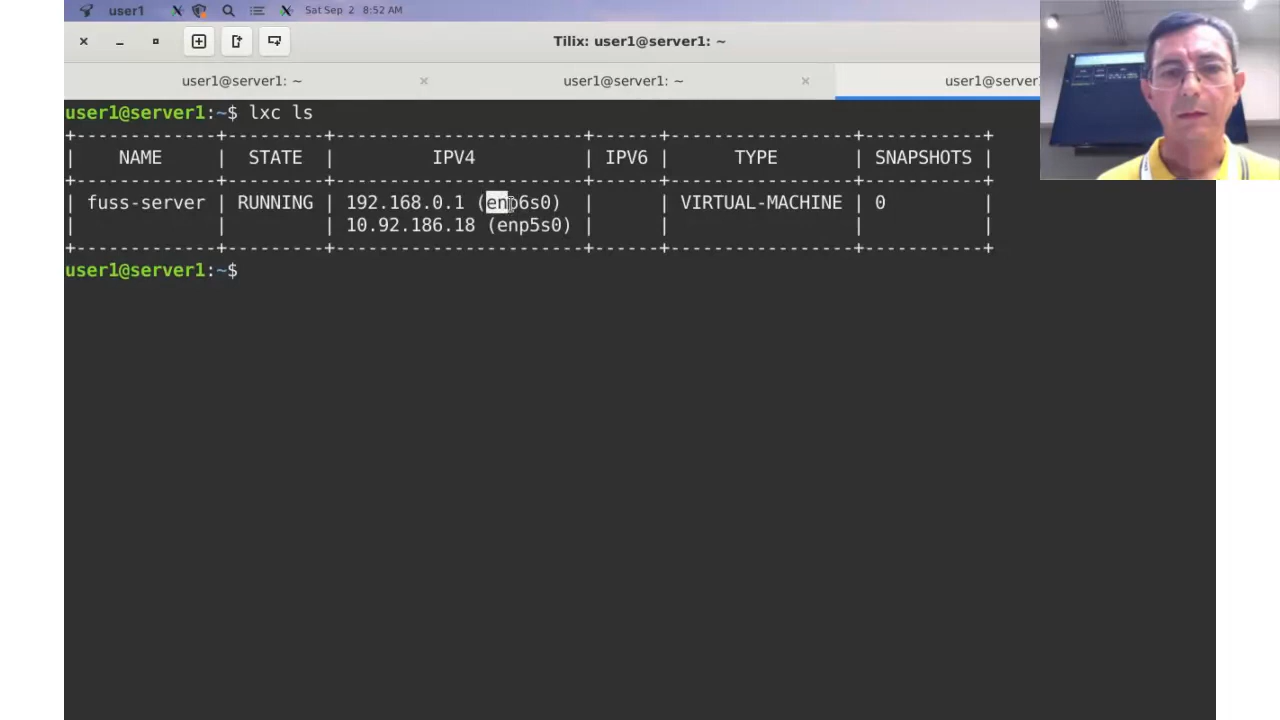 user1 Sat Sep 2 8:52 AM
Tilix: user1@server1: ~
user1@server1: ~ × user1@server1: ~ × user1@server1:
user1@server1:~$ lxc ls
+-------------+---------+------------------------+------+-----------------+-----------+
| NAME | STATE | IPV4 | IPV6 | TYPE | SNAPSHOTS |
+-------------+---------+------------------------+------+-----------------+-----------+
| fuss-server | RUNNING | 192.168.0.1 (enp6s0) | | VIRTUAL-MACHINE | 0 |
| | | 10.92.186.18 (enp5s0) | | | |
+-------------+---------+------------------------+------+-----------------+-----------+
user1@server1:~$